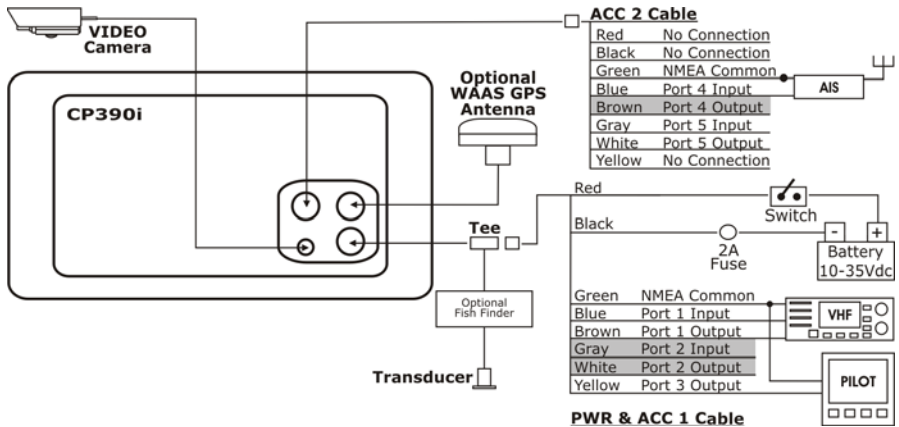 ACC 2 Cable
Red No Connection
Black No Connection
Green NMEA Common
Blue Port 4 Input
Brown Port 4 Output
Gray Port 5 Input
White Port 5 Output
Yellow No Connection
AIS
VIDEO
Camera
CP390i
Optional
WAAS GPS
Antenna
Tee
Optional
Fish Finder
Transducer
Red
Switch
Black
2A
Fuse
- +
Battery
10-35Vdc
Green NMEA Common
Blue Port 1 Input
Brown Port 1 Output
Gray Port 2 Input
White Port 2 Output
Yellow Port 3 Output
VHF
PILOT
PWR & ACC 1 Cable